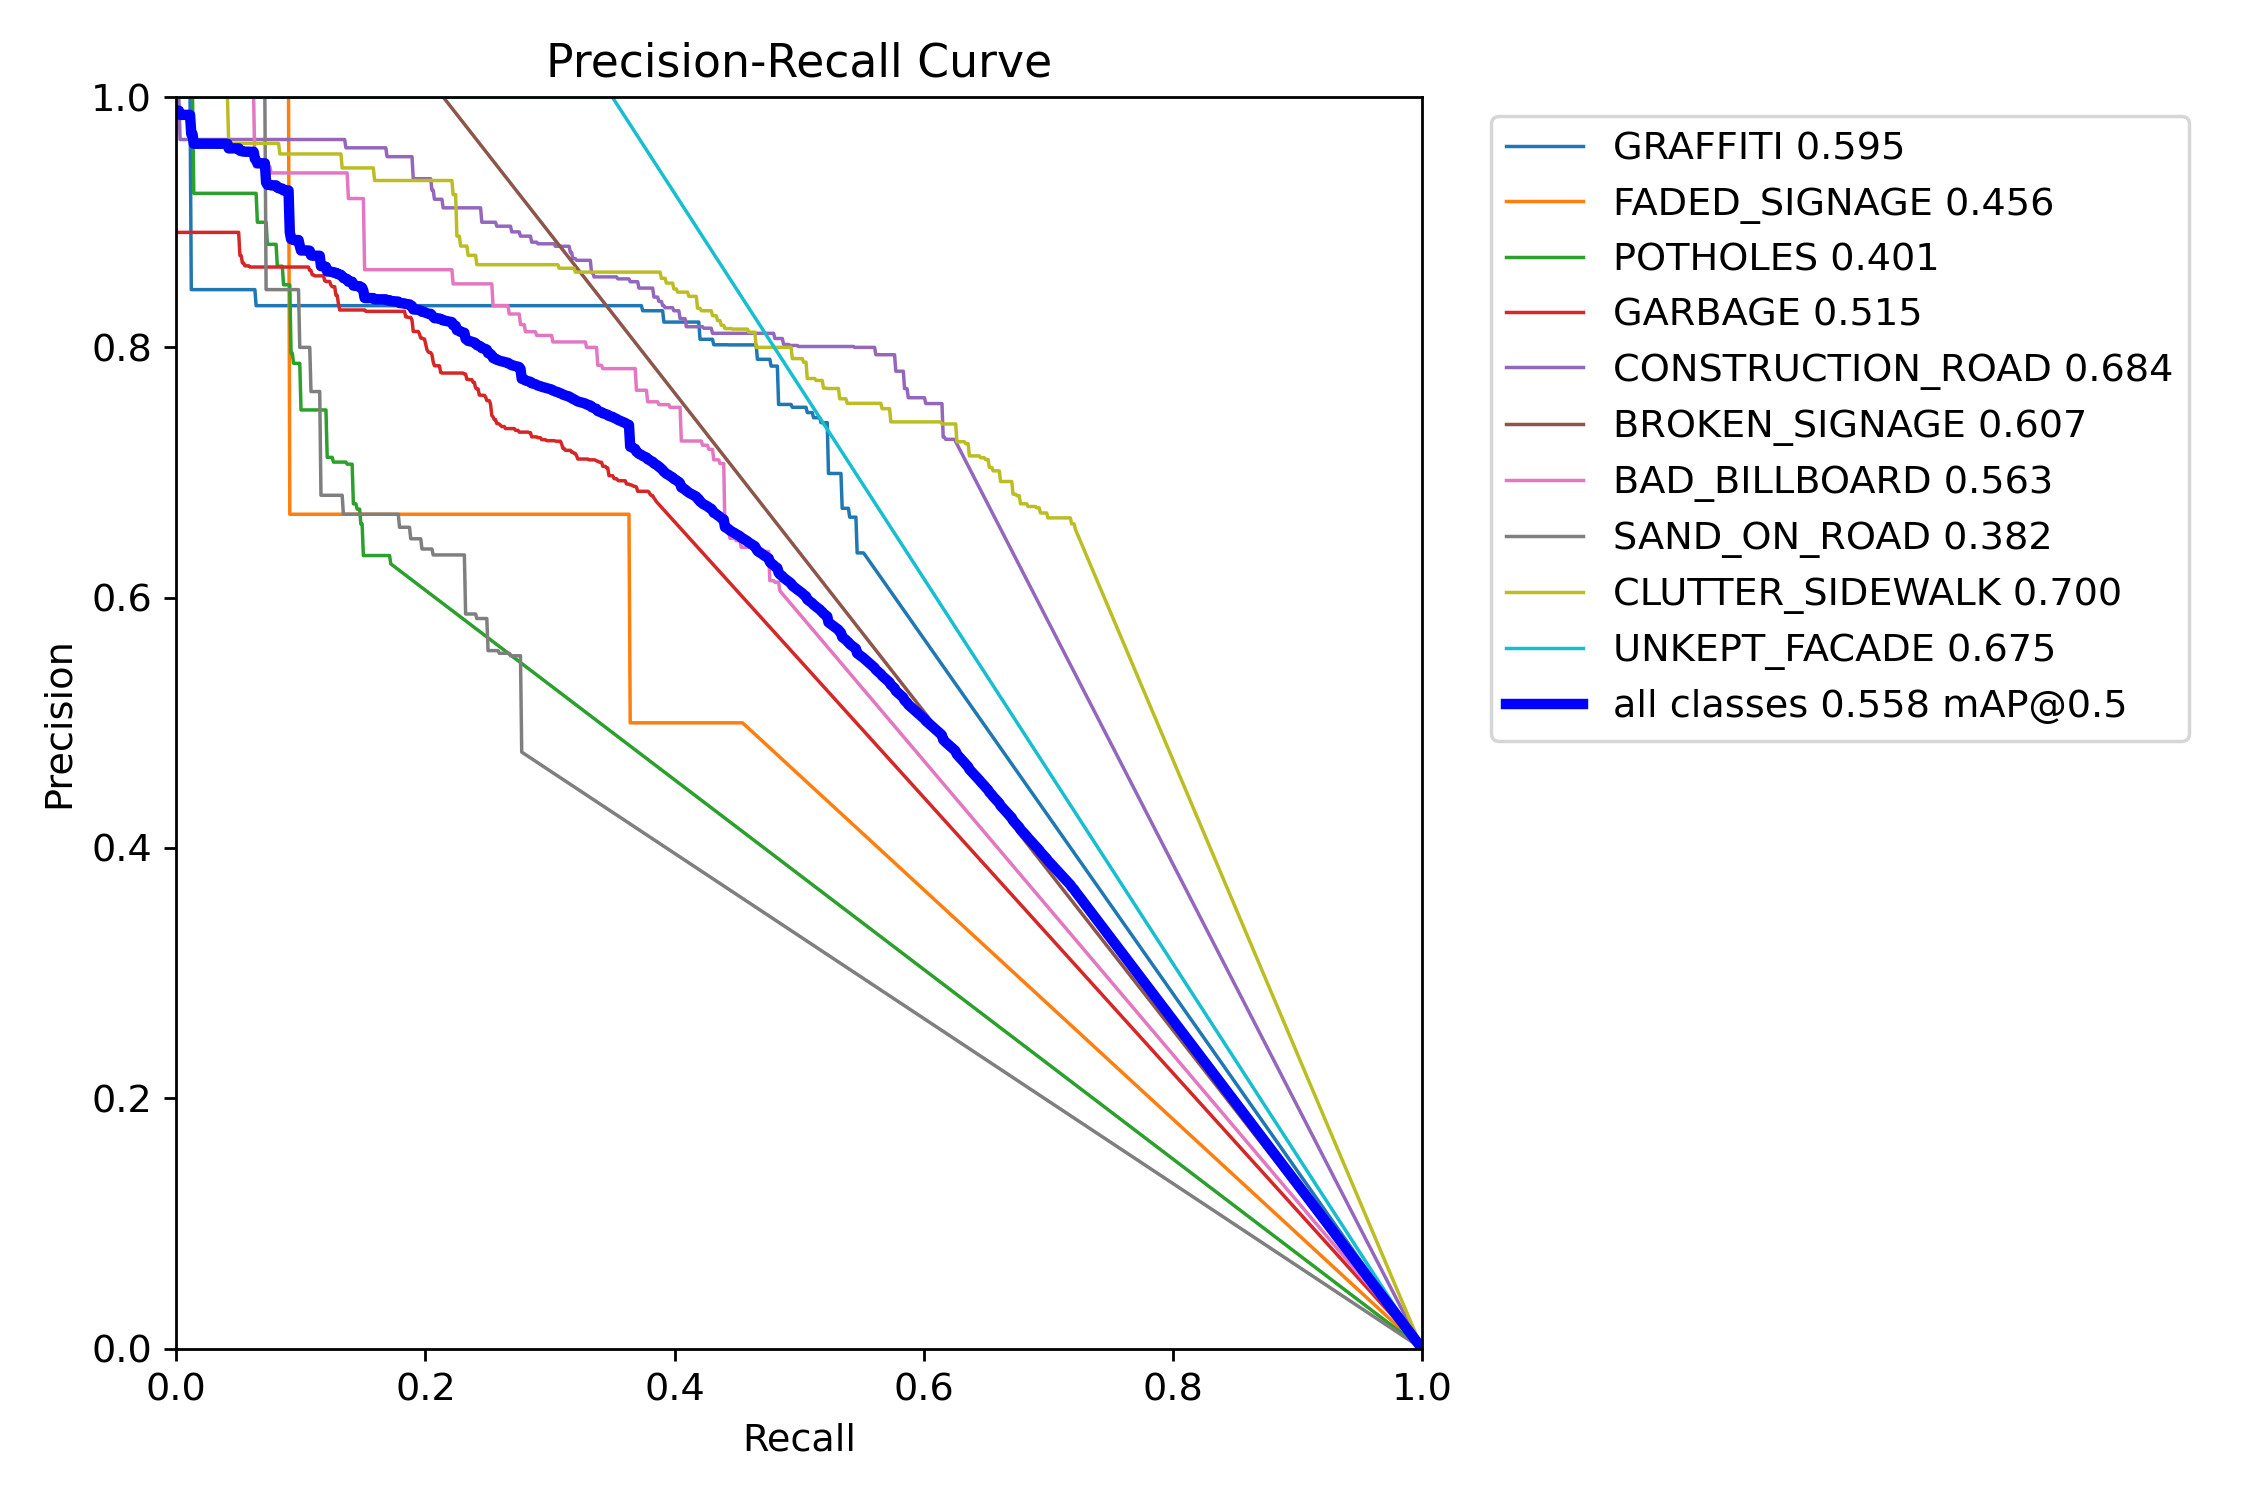 Precision-Recall Curve
1.0
0.8
0.6
0.4
0.2
0.0
Precision
0.0 0.2 0.4 0.6 0.8 1.0
Recall
GRAFFITI 0.595
FADED_SIGNAGE 0.456
POTHOLES 0.401
GARBAGE 0.515
CONSTRUCTION_ROAD 0.684
BROKEN_SIGNAGE 0.607
BAD_BILLBOARD 0.563
SAND_ON_ROAD 0.382
CLUTTER_SIDEWALK 0.700
UNKEPT_FACADE 0.675
all classes 0.558 mAP@0.5